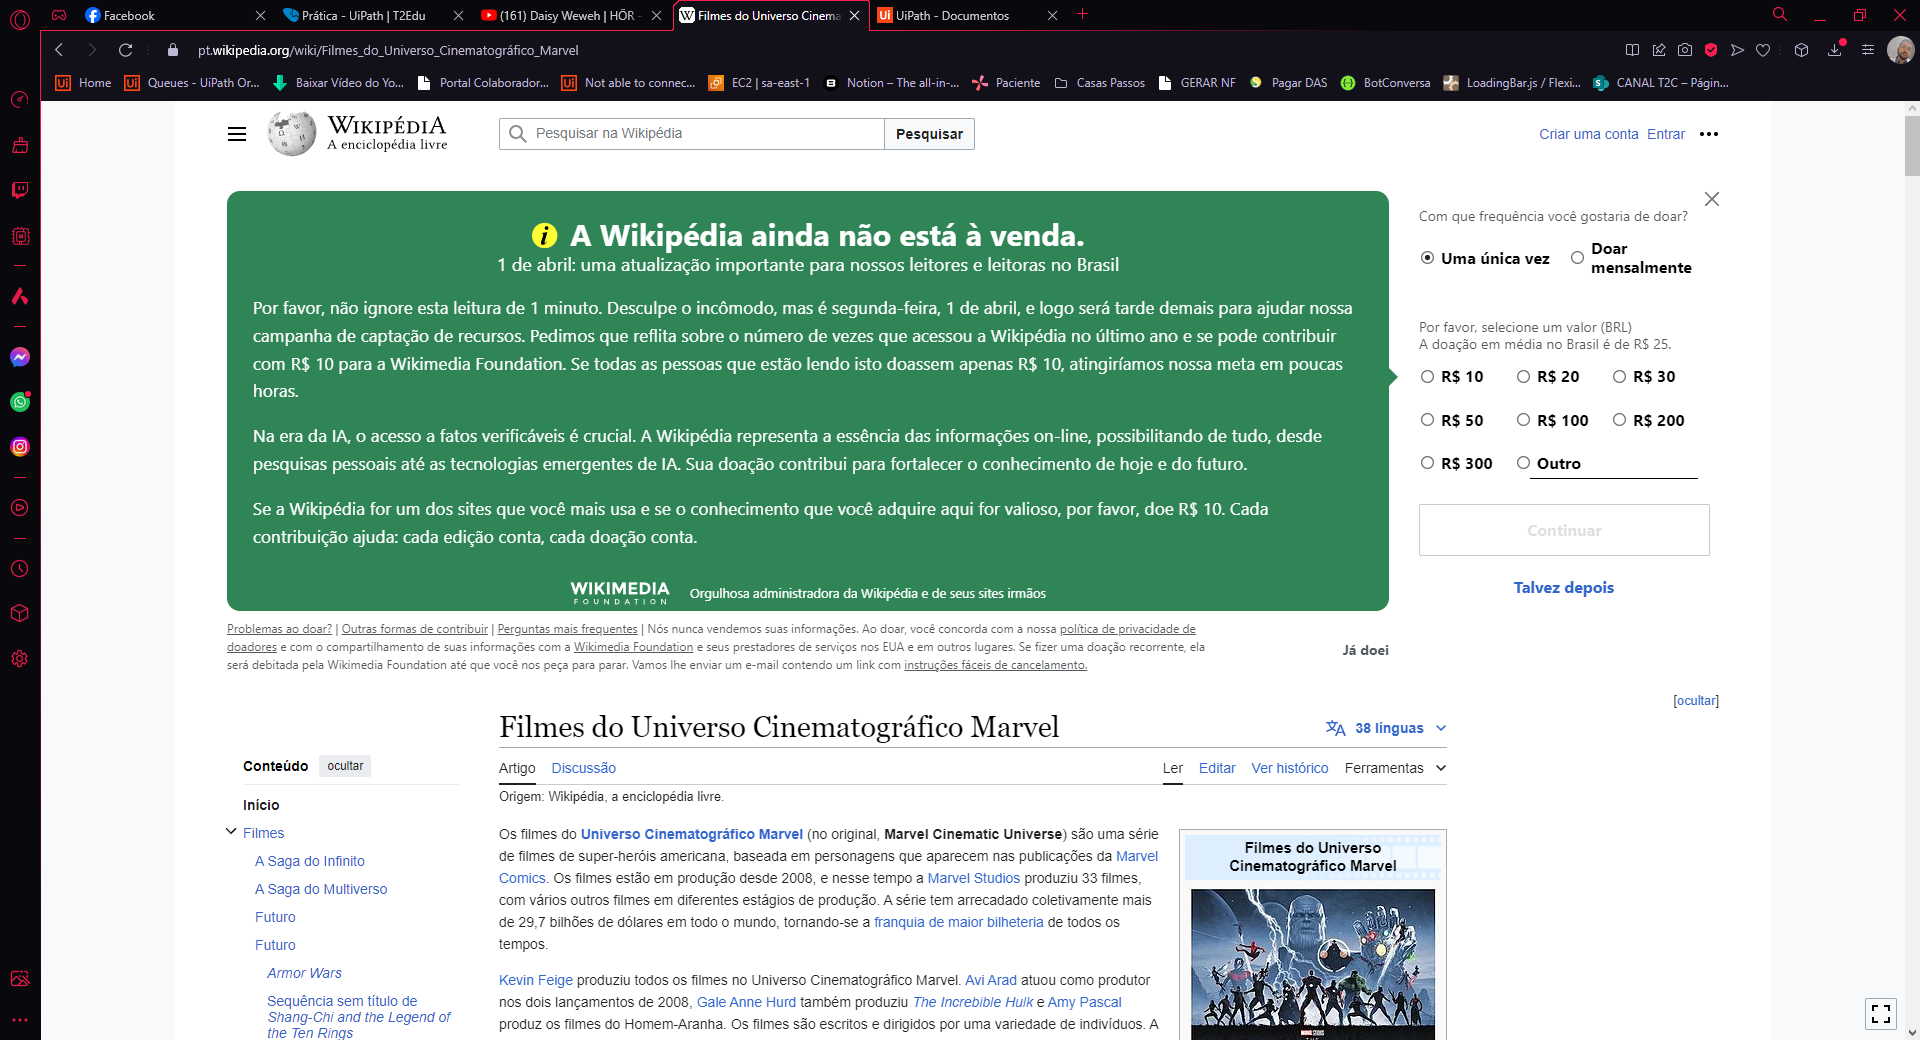 Facebook
Prática - UiPath | T2Edu
(161) Daisy Weweh | HÖR -
Filmes do Universo Cinema
UiPath - Documentos
pt.wikipedia.org/wiki/Filmes_do_Universo_Cinematográfico_Marvel
Home
Queues - UiPath Or...
Baixar Vídeo do Yo...
Portal Colaborador...
Not able to connec...
EC2 | sa-east-1
Notion – The all-in-...
Paciente
Casas Passos
GERAR NF
Pagar DAS
BotConversa
LoadingBar.js / Flexi...
CANAL T2C – Págin...
WIKIPÉDIA
A enciclopédia livre
Pesquisar na Wikipédia
Pesquisar
Criar uma conta Entrar
A Wikipédia ainda não está à venda.
1 de abril: uma atualização importante para nossos leitores e leitoras no Brasil
Por favor, não ignore esta leitura de 1 minuto. Desculpe o incômodo, mas é segunda-feira, 1 de abril, e logo será tarde demais para ajudar nossa
campanha de captação de recursos. Pedimos que reflita sobre o número de vezes que acessou a Wikipédia no último ano e se pode contribuir
com R$ 10 para a Wikimedia Foundation. Se todas as pessoas que estão lendo isto doassem apenas R$ 10, atingiríamos nossa meta em poucas
horas.
Na era da IA, o acesso a fatos verificáveis é crucial. A Wikipédia representa a essência das informações on-line, possibilitando de tudo, desde
pesquisas pessoais até as tecnologias emergentes de IA. Sua doação contribui para fortalecer o conhecimento de hoje e do futuro.
Se a Wikipédia for um dos sites que você mais usa e se o conhecimento que você adquire aqui for valioso, por favor, doe R$ 10. Cada
contribuição ajuda: cada edição conta, cada doação conta.
WIKIMEDIA
FOUNDATION
Orgulhosa administradora da Wikipédia e de seus sites irmãos
Com que frequência você gostaria de doar?
Uma única vez
Doar
mensalmente
Por favor, selecione um valor (BRL)
A doação em média no Brasil é de R$ 25.
R$ 10 R$ 20 R$ 30
R$ 50 R$ 100 R$ 200
R$ 300 Outro
Continuar
Talvez depois
Problemas ao doar? | Outras formas de contribuir | Perguntas mais frequentes | Nós nunca vendemos suas informações. Ao doar, você concorda com a nossa política de privacidade de
doadores e com o compartilhamento de suas informações com a Wikimedia Foundation e seus prestadores de serviços nos EUA e em outros lugares. Se fizer uma doação recorrente, ela
será debitada pela Wikimedia Foundation até que você nos peça para parar. Vamos lhe enviar um e-mail contendo um link com instruções fáceis de cancelamento.
Já doei
[ocultar]
Conteúdo ocultar
Início
Filmes
A Saga do Infinito
A Saga do Multiverso
Futuro
Futuro
Armor Wars
Sequência sem título de
Shang-Chi and the Legend of
the Ten Rings
Filmes do Universo Cinematográfico Marvel
38 línguas
Artigo Discussão
Ler Editar Ver histórico Ferramentas
Origem: Wikipédia, a enciclopédia livre.
Os filmes do Universo Cinematográfico Marvel (no original, Marvel Cinematic Universe) são uma série
de filmes de super-heróis americana, baseada em personagens que aparecem nas publicações da Marvel
Comics. Os filmes estão em produção desde 2008, e nesse tempo a Marvel Studios produziu 33 filmes,
com vários outros filmes em diferentes estágios de produção. A série tem arrecadado coletivamente mais
de 29,7 bilhões de dólares em todo o mundo, tornando-se a franquia de maior bilheteria de todos os
tempos.
Kevin Feige produziu todos os filmes no Universo Cinematográfico Marvel. Avi Arad atuou como produtor
nos dois lançamentos de 2008, Gale Anne Hurd também produziu The Increbible Hulk e Amy Pascal
produz os filmes do Homem-Aranha. Os filmes são escritos e dirigidos por uma variedade de indivíduos. A
Filmes do Universo
Cinematográfico Marvel